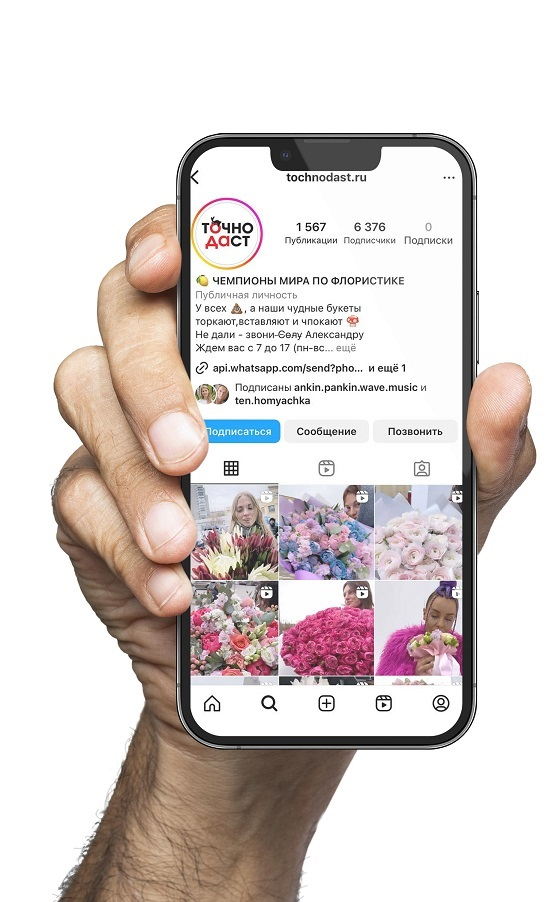 tochnodast.ru
ТОЧНО
даст
1 567
6 376
0
Публикации
Подписчики
Подписки
🍋 ЧЕМПИОНЫ МИРА ПО ФЛОРИСТИКЕ
Публичная личность
У всех 💩, а наши чудные букеты
торкают,вставляют и чпокают
Не дали - звони Сӧлу Александру
Ждем вас с 7 до 17 (пн-вс... ещё
api.whatsapp.com/send?pho... и ещё 1
Подписаны ankin.pankin.wave.music и
ten.homyachka
Подписаться
Сообщение
Позвонить